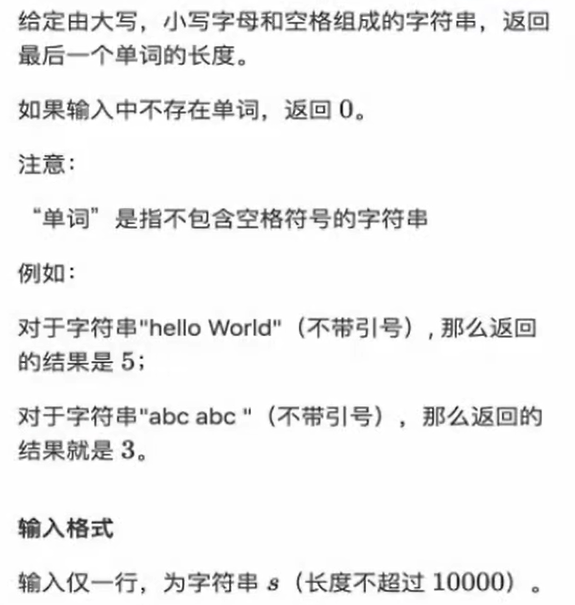 给定由大写，小写字母和空格组成的字符串，返回
最后一个单词的长度。
如果输入中不存在单词，返回 0。
注意：
“单词”是指不包含空格符号的字符串
例如：
对于字符串"hello World"（不带引号）, 那么返回
的结果是 5；
对于字符串"abc abc "（不带引号），那么返回的
结果就是 3。
输入格式
输入仅一行，为字符串 s（长度不超过 10000）。